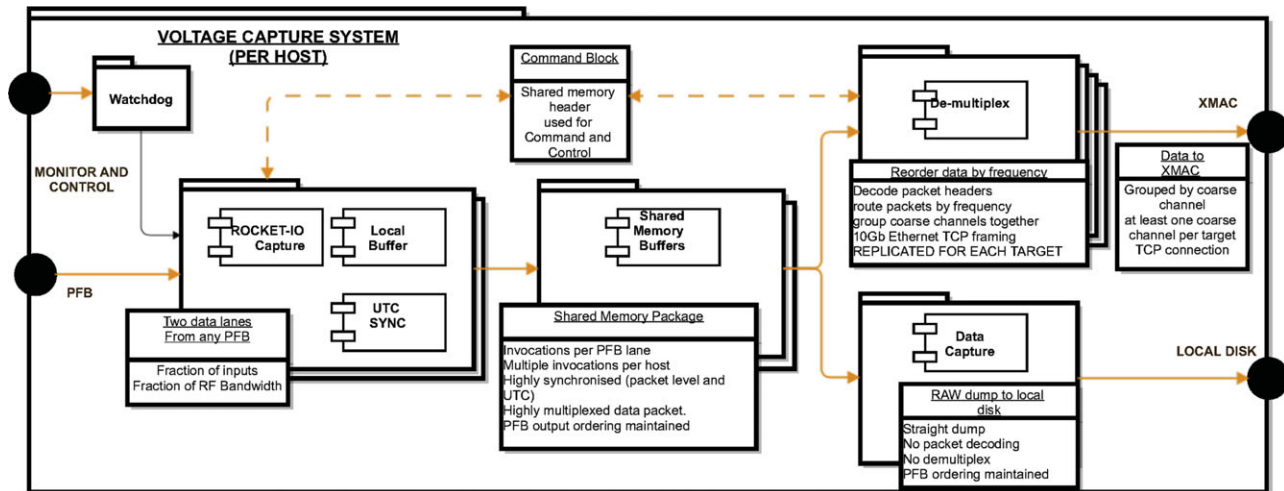 VOLTAGE CAPTURE SYSTEM
(PER HOST)
Watchdog
MONITOR AND
CONTROL
PFB
ROCKET-IO
Capture
Local
Buffer
UTC
SYNC
Two data lanes
From any PFB
Fraction of inputs
Fraction of RF Bandwidth
Command Block
Shared memory
header
used for
Command and
Control
Shared
Memory
Buffers
Shared Memory Package
Invocations per PFB lane
Multiple invocations per host
Highly synchronised (packet level and
UTC)
Highly multiplexed data packet.
PFB output ordering maintained
De-multiplex
Reorder data by frequency
Decode packet headers
route packets by frequency
group coarse channels together
10Gb Ethernet TCP framing
REPLICATED FOR EACH TARGET
XMAC
Data to
XMAC
Grouped by coarse
channel
at least one coarse
channel per target
TCP connection
Data
Capture
RAW dump to local
disk
Straight dump
No packet decoding
No demultiplex
PFB ordering maintained
LOCAL DISK